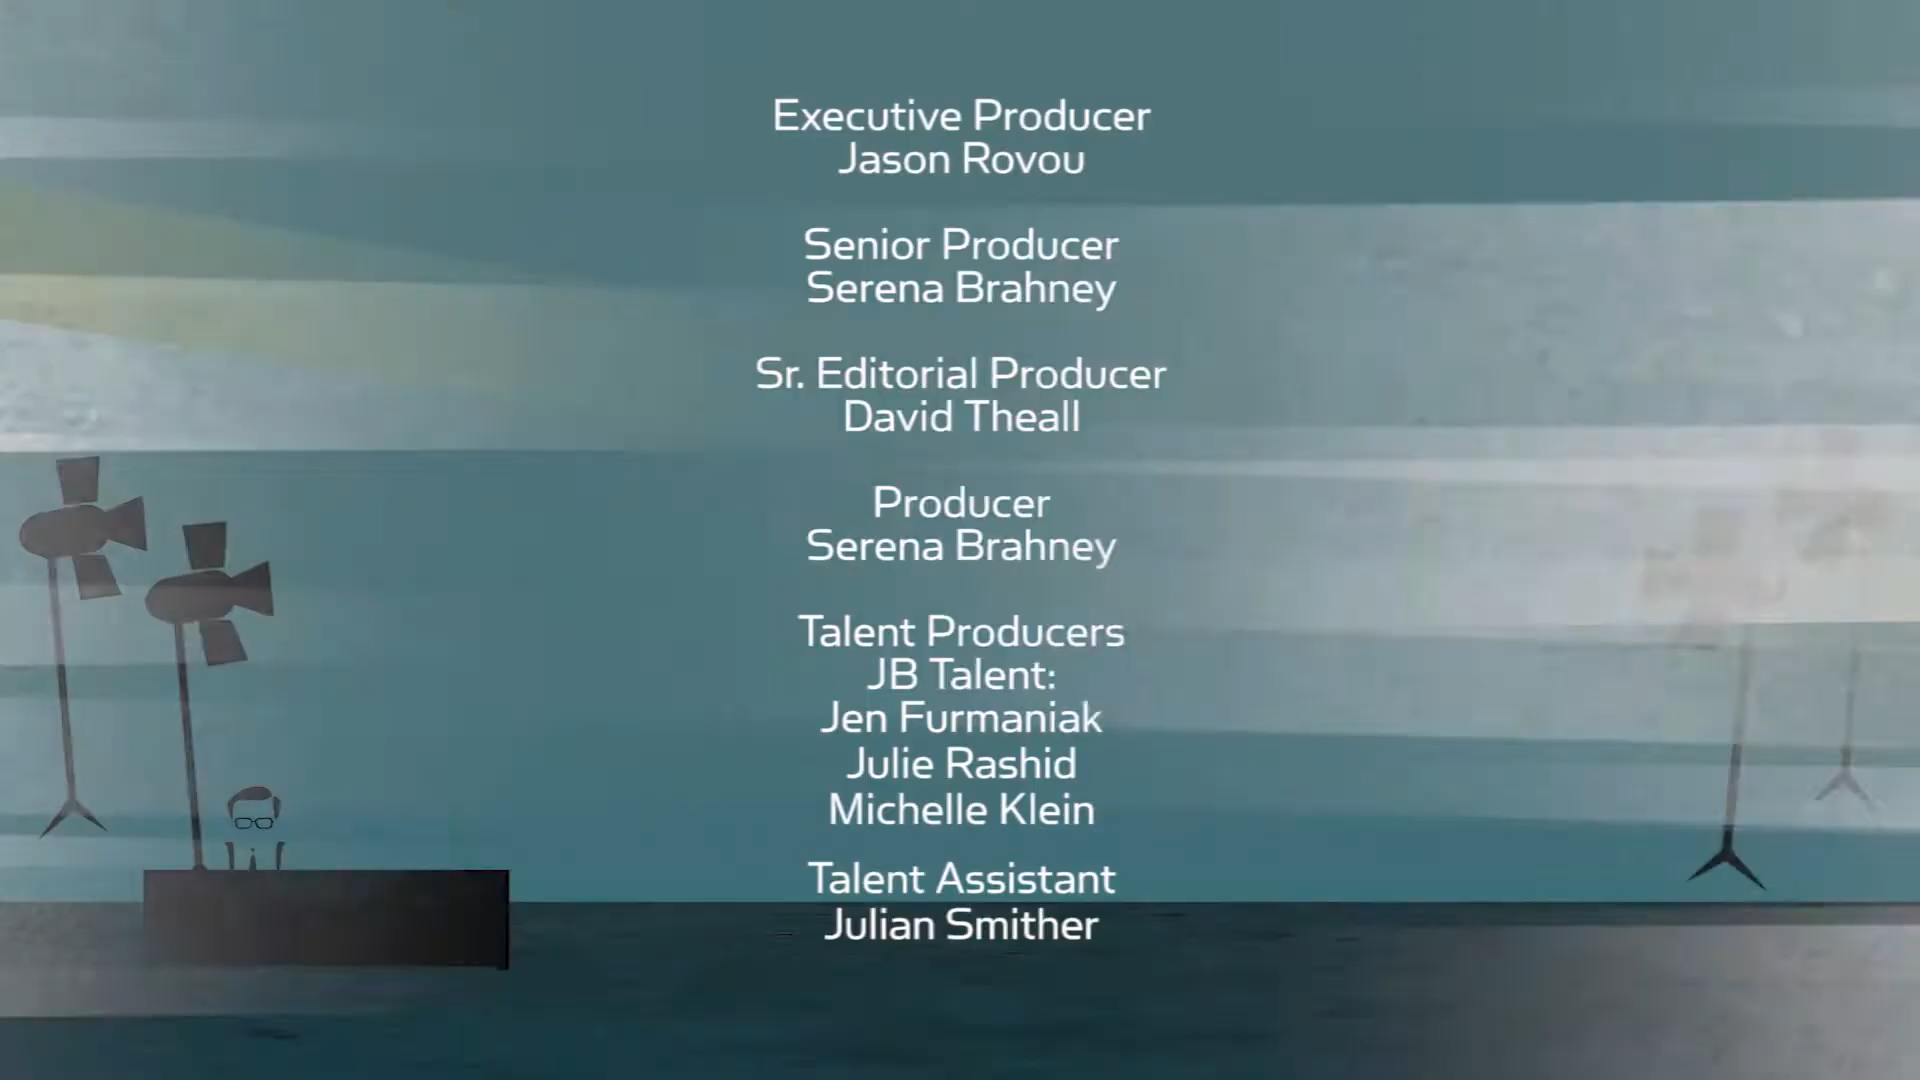 Executive Producer
Jason Rovou
Senior Producer
Serena Brahney
Sr. Editorial Producer
David Theall
Producer
Serena Brahney
Talent Producers
JB Talent:
Jen Furmaniak
Julie Rashid
Michelle Klein
Talent Assistant
Julian Smither